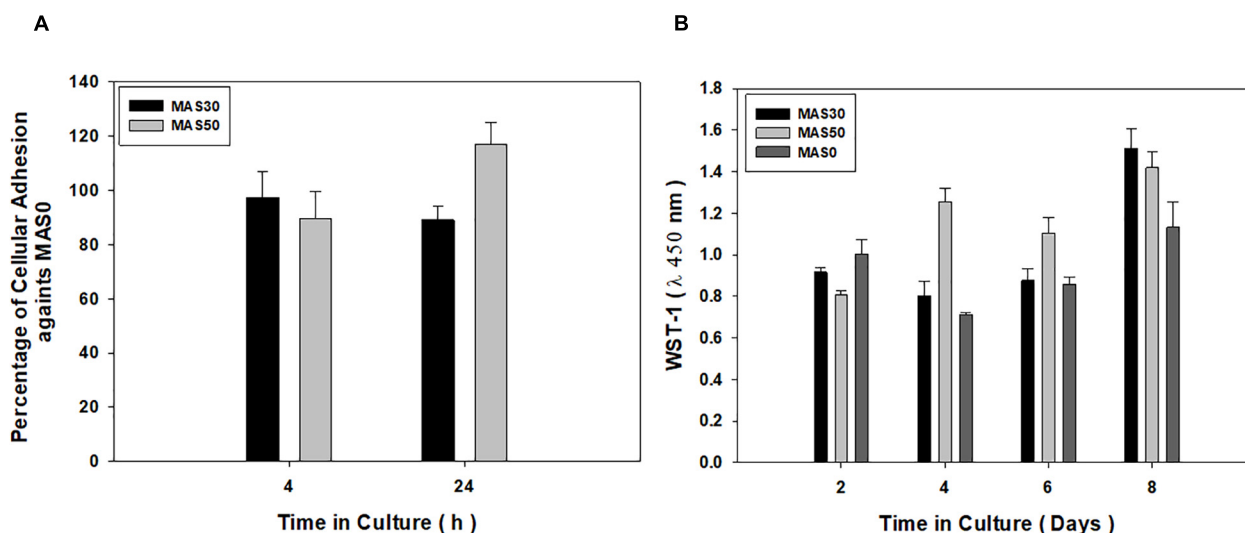 A
Percentage of Cellular Adhesion
againts MAS0
140
120
100
80
60
40
20
0
MAS30
MAS50
4
24
Time in Culture ( h )
B
WST-1 ( λ 450 nm )
1.8
1.6
1.4
1.2
1.0
0.8
0.6
0.4
0.2
0.0
MAS30
MAS50
MAS0
2
4
6
8
Time in Culture ( Days )